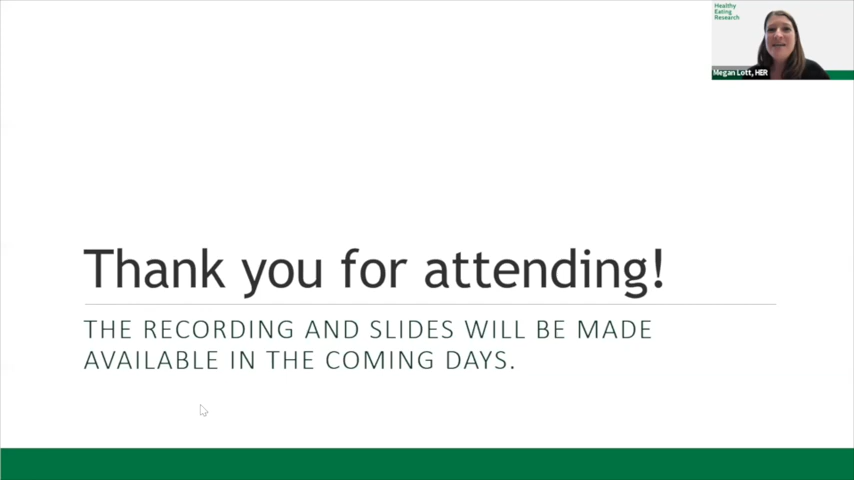 Healthy
Eating
Research
Megan Lott, HER
Thank you for attending!
THE RECORDING AND SLIDES WILL BE MADE
AVAILABLE IN THE COMING DAYS.